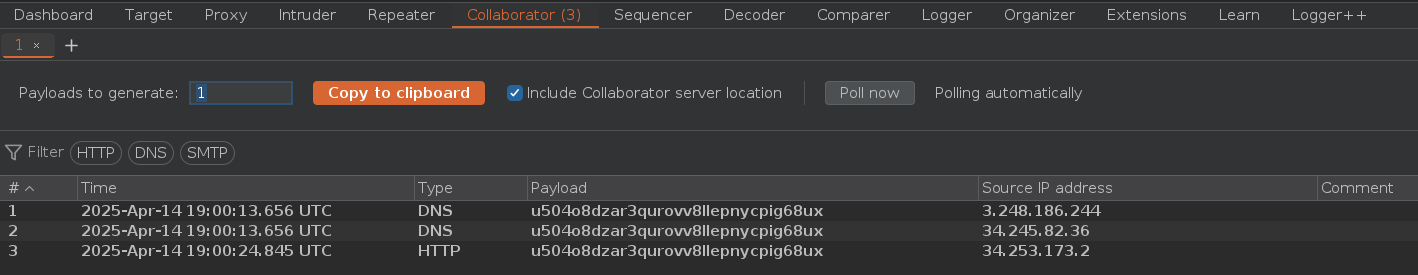 Dashboard Target Proxy Intruder Repeater Collaborator (3) Sequencer Decoder Comparer Logger Organizer Extensions Learn Logger++
1 × +
Payloads to generate: 1 Copy to clipboard Include Collaborator server location Poll now Polling automatically
Filter HTTP DNS SMTP
# Time Type Payload Source IP address Comment
1 2025-Apr-14 19:00:13.656 UTC DNS u504o8dzar3qurovv8llepnycpig68ux 3.248.186.244
2 2025-Apr-14 19:00:13.656 UTC DNS u504o8dzar3qurovv8llepnycpig68ux 34.245.82.36
3 2025-Apr-14 19:00:24.845 UTC HTTP u504o8dzar3qurovv8llepnycpig68ux 34.253.173.2